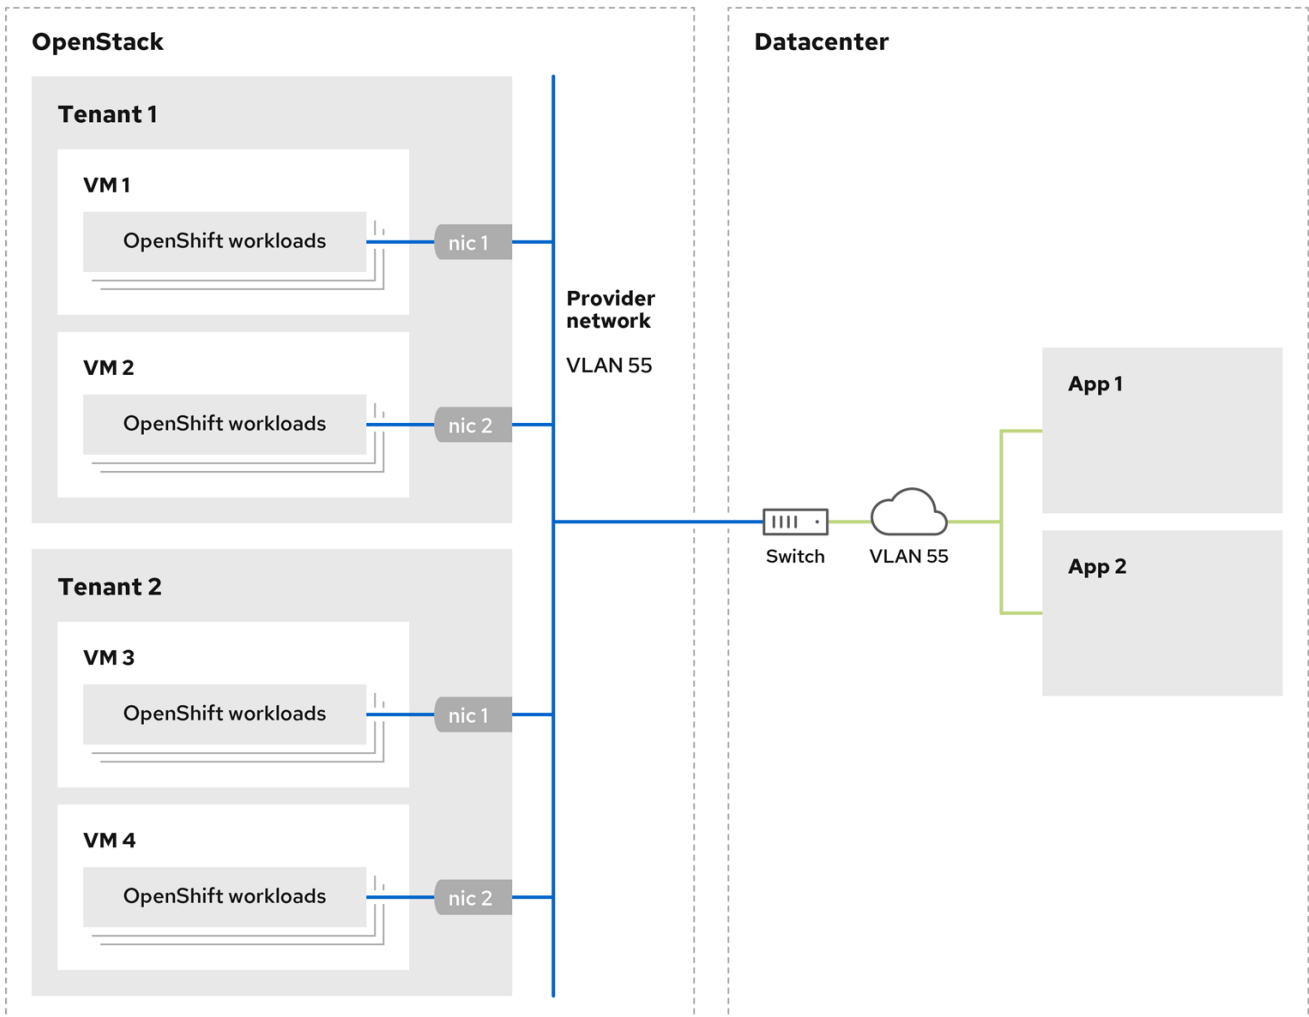 OpenStack
Tenant 1
VM 1
OpenShift workloads
nic 1
VM 2
OpenShift workloads
nic 2
Tenant 2
VM 3
OpenShift workloads
nic 1
VM 4
OpenShift workloads
nic 2
Provider
network
VLAN 55
Datacenter
Switch
VLAN 55
App 1
App 2